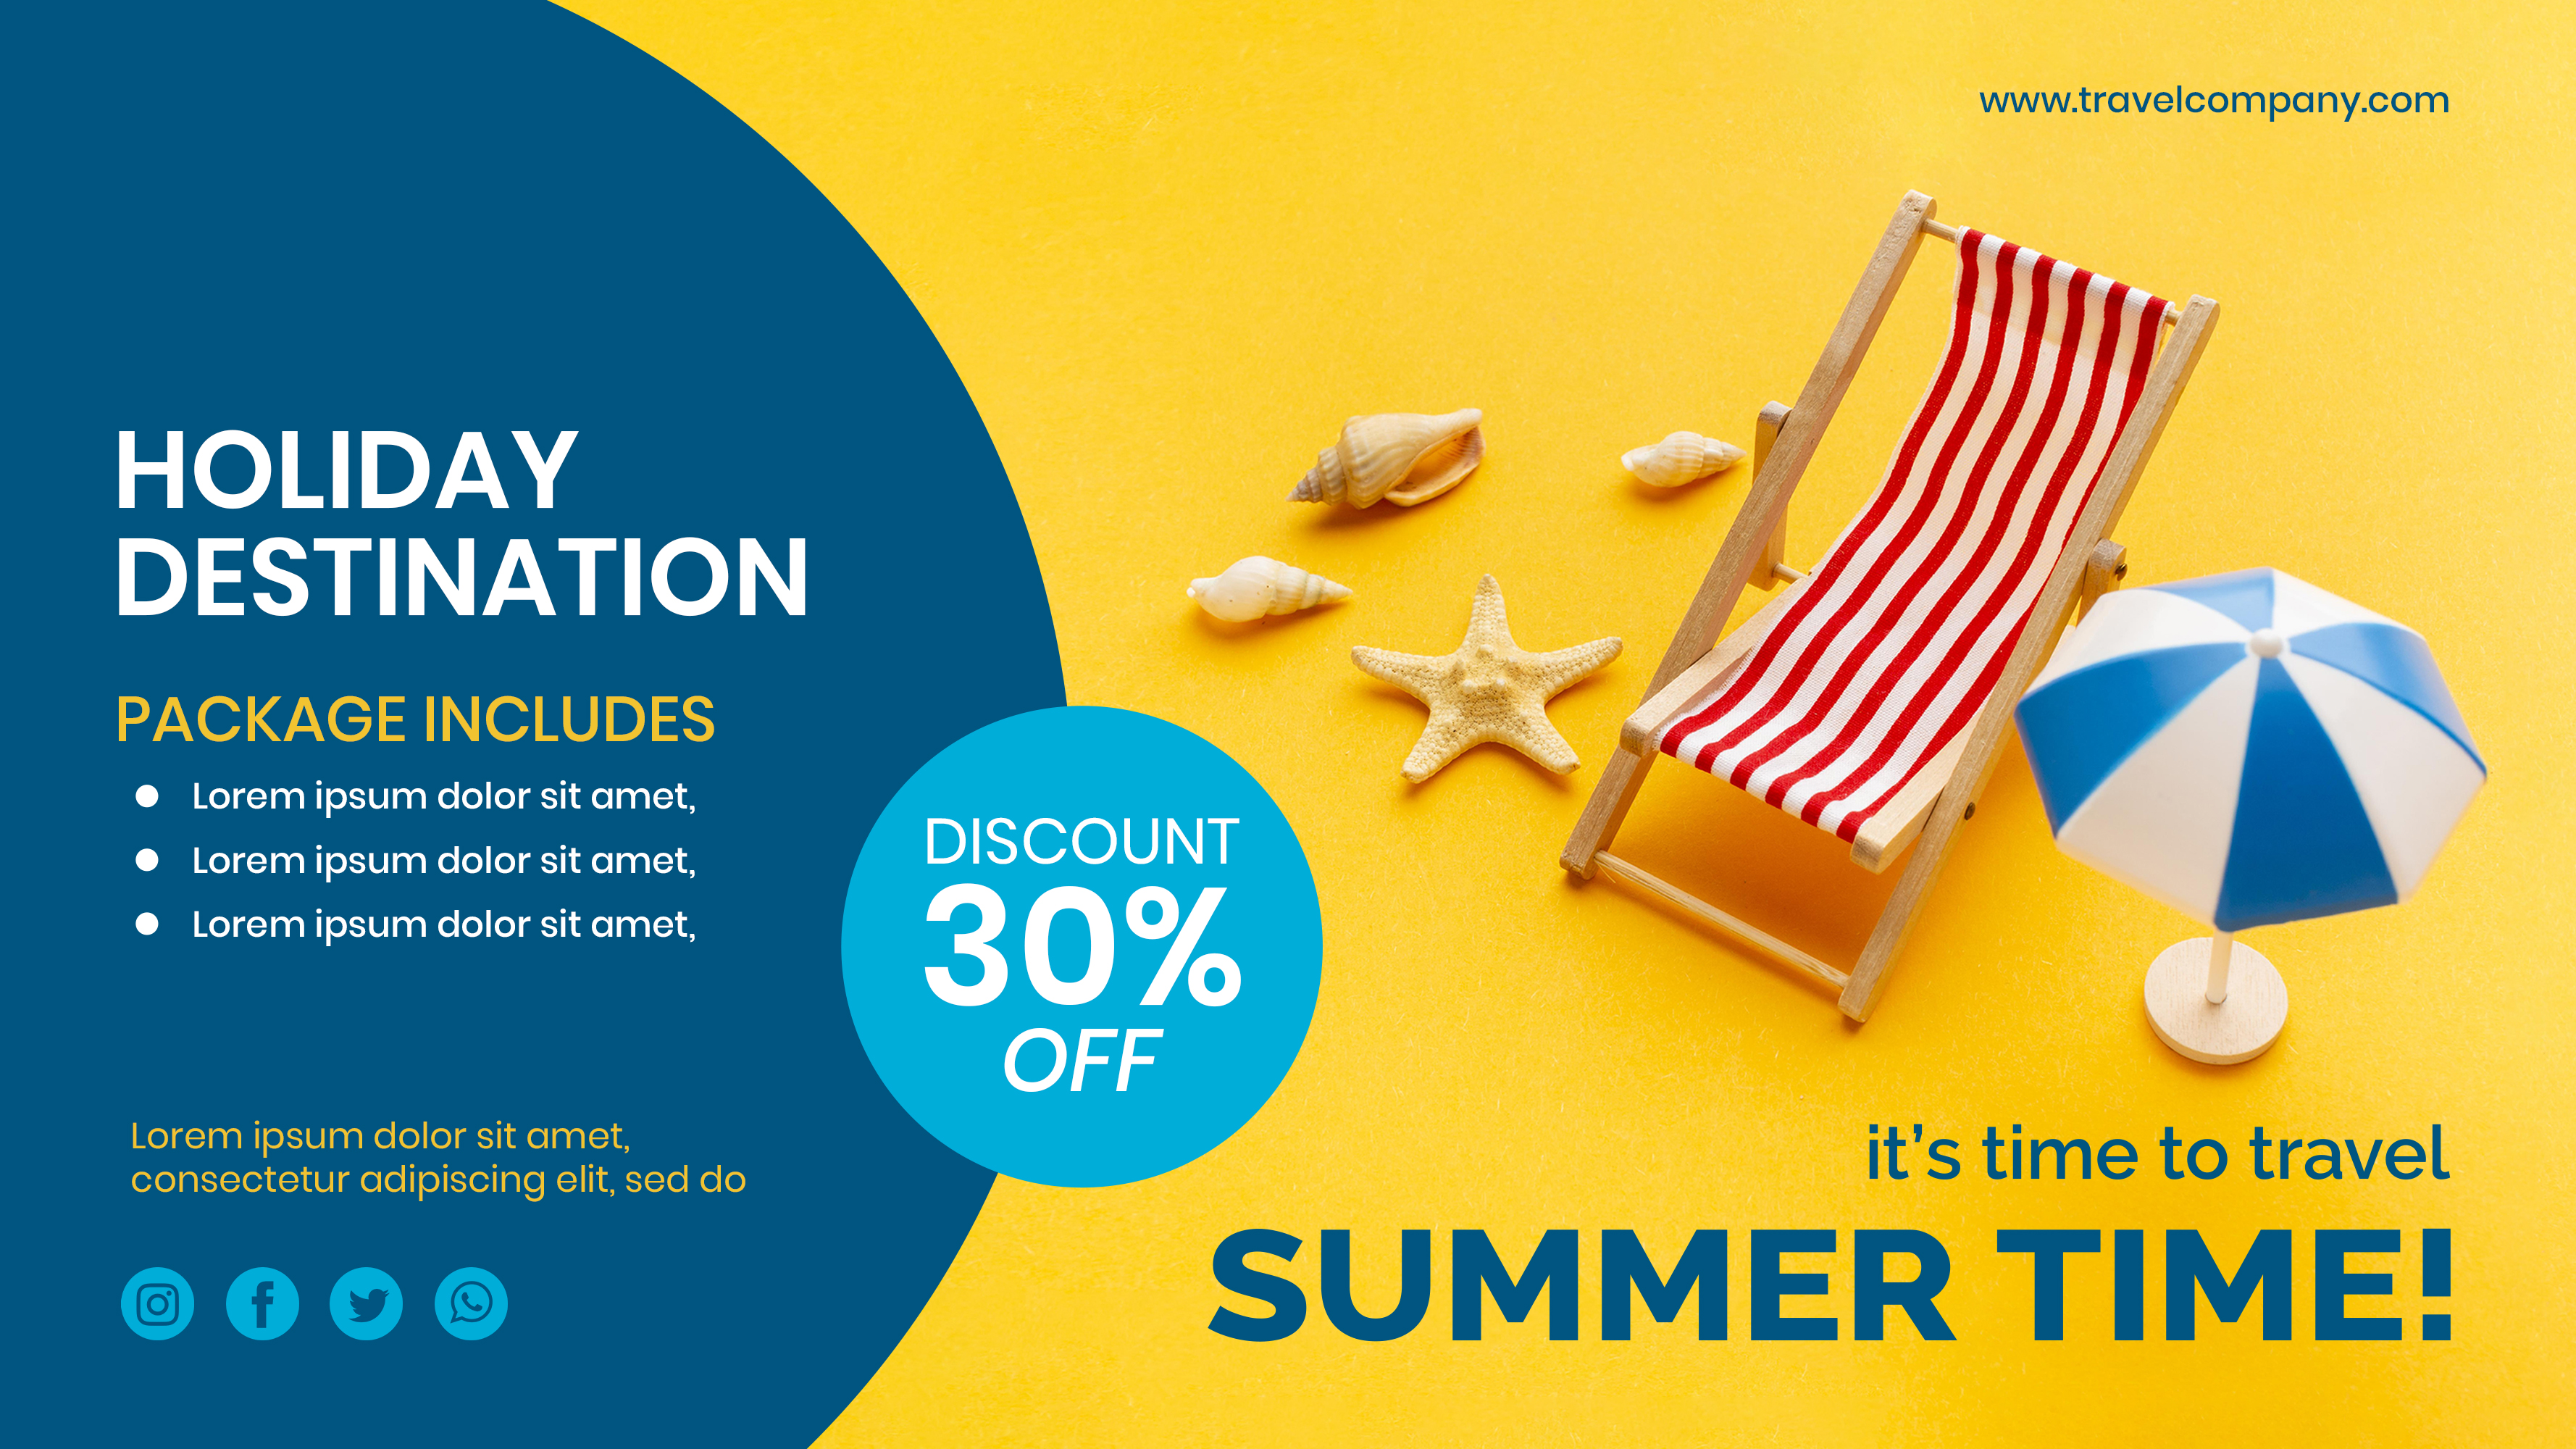 www.travelcompany.com
HOLIDAY
DESTINATION
PACKAGE INCLUDES
Lorem ipsum dolor sit amet,
Lorem ipsum dolor sit amet,
Lorem ipsum dolor sit amet,
DISCOUNT
30%
OFF
Lorem ipsum dolor sit amet,
consectetur adipiscing elit, sed do
it’s time to travel
SUMMER TIME!